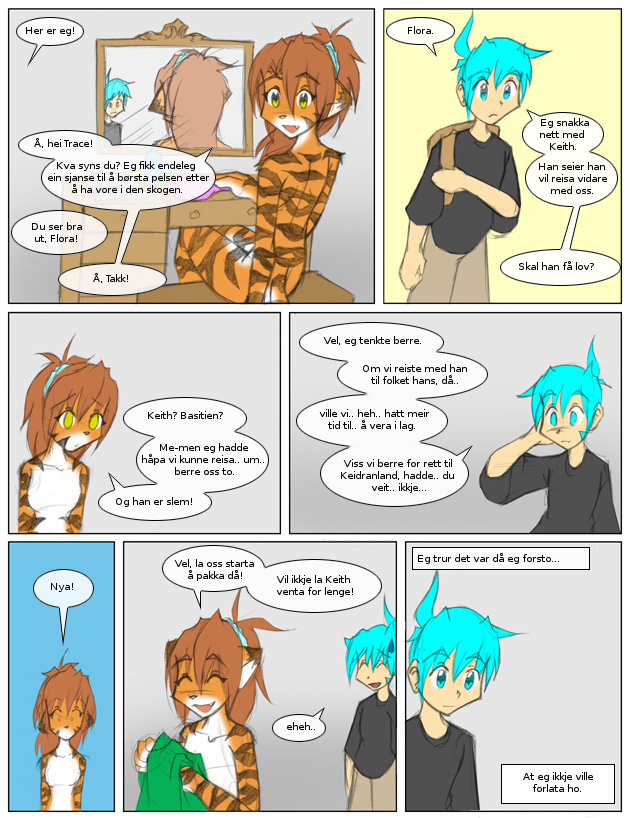 Her er eg!
Å, hei Trace!
Kva syns du? Eg fikk endeleg
ein sjanse til å børsta pelsen etter
å ha vore i den skogen.
Du ser bra
ut, Flora!
Å, Takk!
Flora.
Eg snakka
nett med
Keith.
Han seier han
vil reisa vidare
med oss.
Skal han få lov?
Keith? Basitien?
Me-men eg hadde
håpa vi kunne reisa.. um..
berre oss to.
Og han er slem!
Vel, eg tenkte berre.
Om vi reiste med han
til folket hans, då..
ville vi.. heh.. hatt meir
tid til.. å vera i lag.
Viss vi berre for rett til
Keidranland, hadde.. du
veit.. ikkje...
Nya!
Vel, la oss starta
å pakka då!
Vil ikkje la Keith
venta for lenge!
eheh..
Eg trur det var då eg forsto...
At eg ikkje ville
forlata ho.